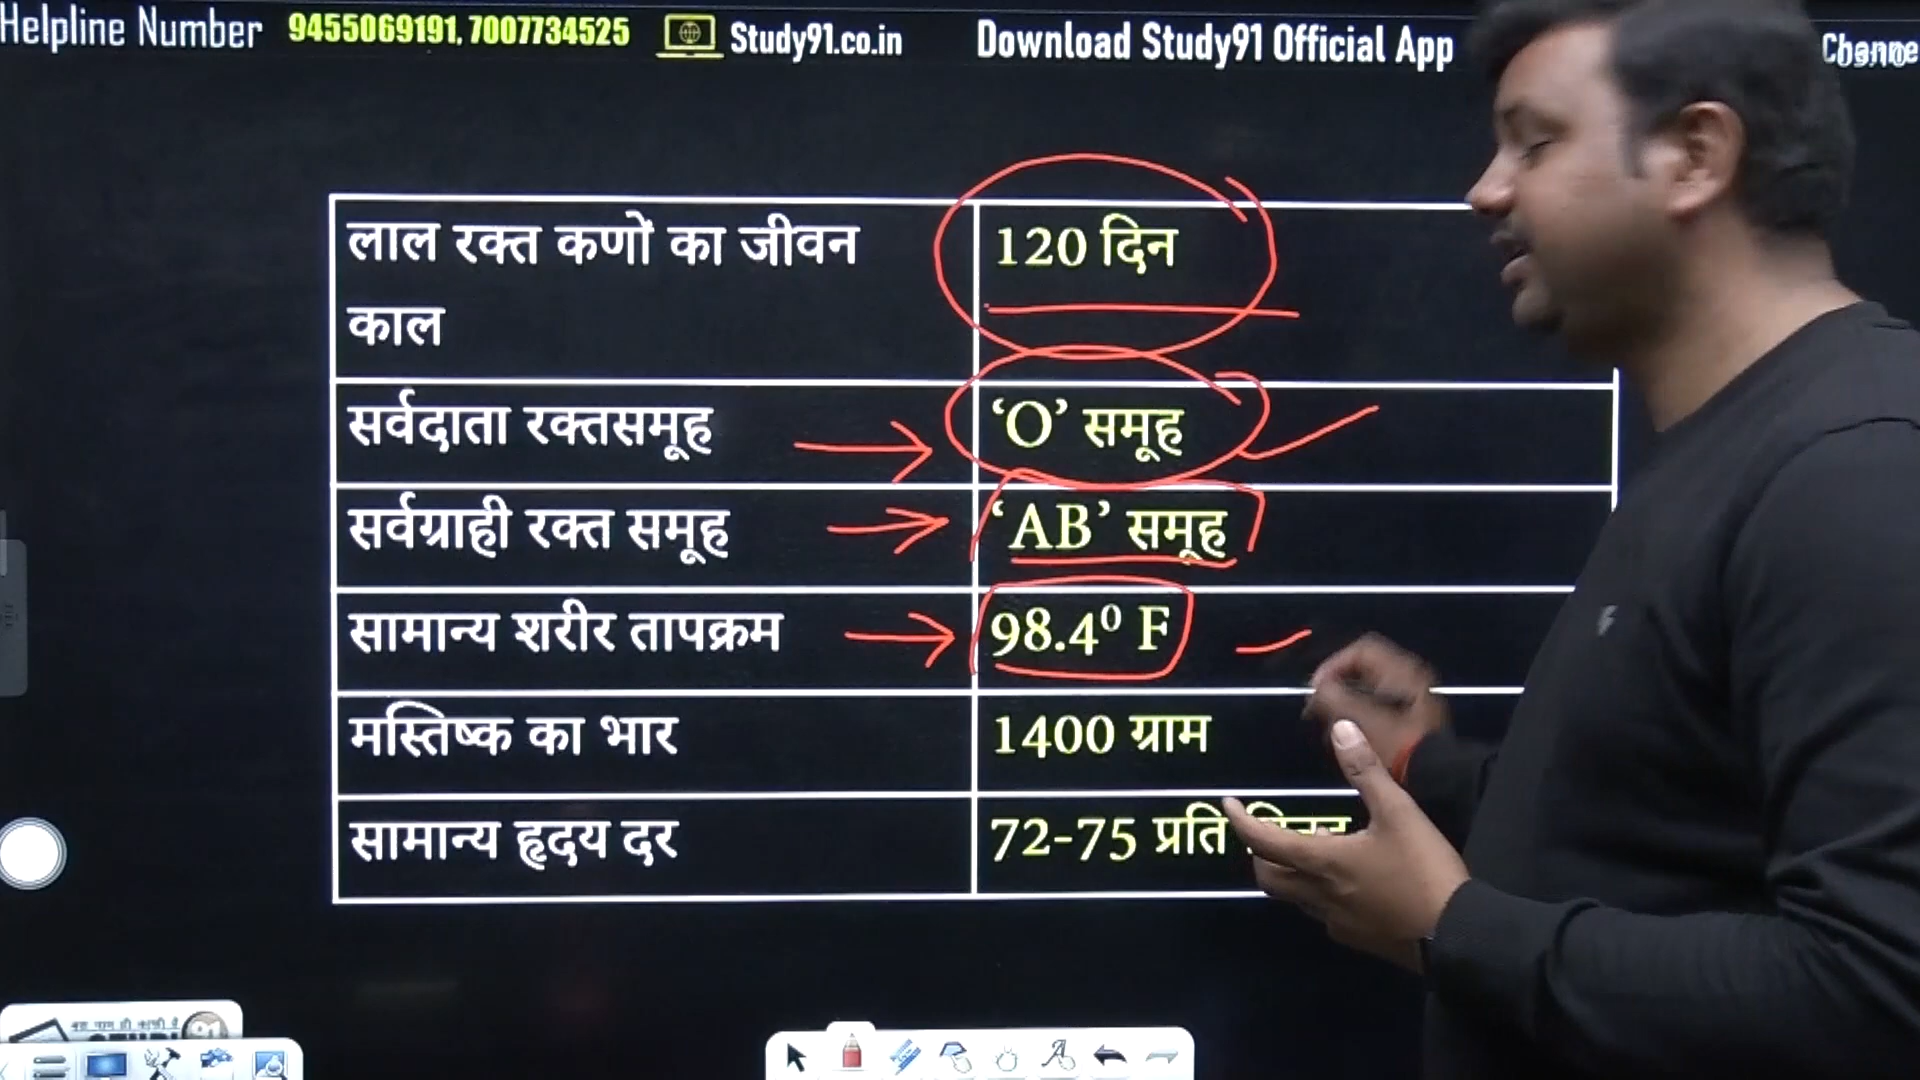 Helpline Number 9455069191, 7007734525 Study91.co.in Download Study91 Official App
लाल रक्त कणों का जीवन 120 दिन
काल
सर्वदाता रक्तसमूह ‘O’ समूह
सर्वग्राही रक्त समूह ‘AB’ समूह
सामान्य शरीर तापक्रम 98.4⁰ F
मस्तिष्क का भार 1400 ग्राम
सामान्य हृदय दर 72-75 प्रति